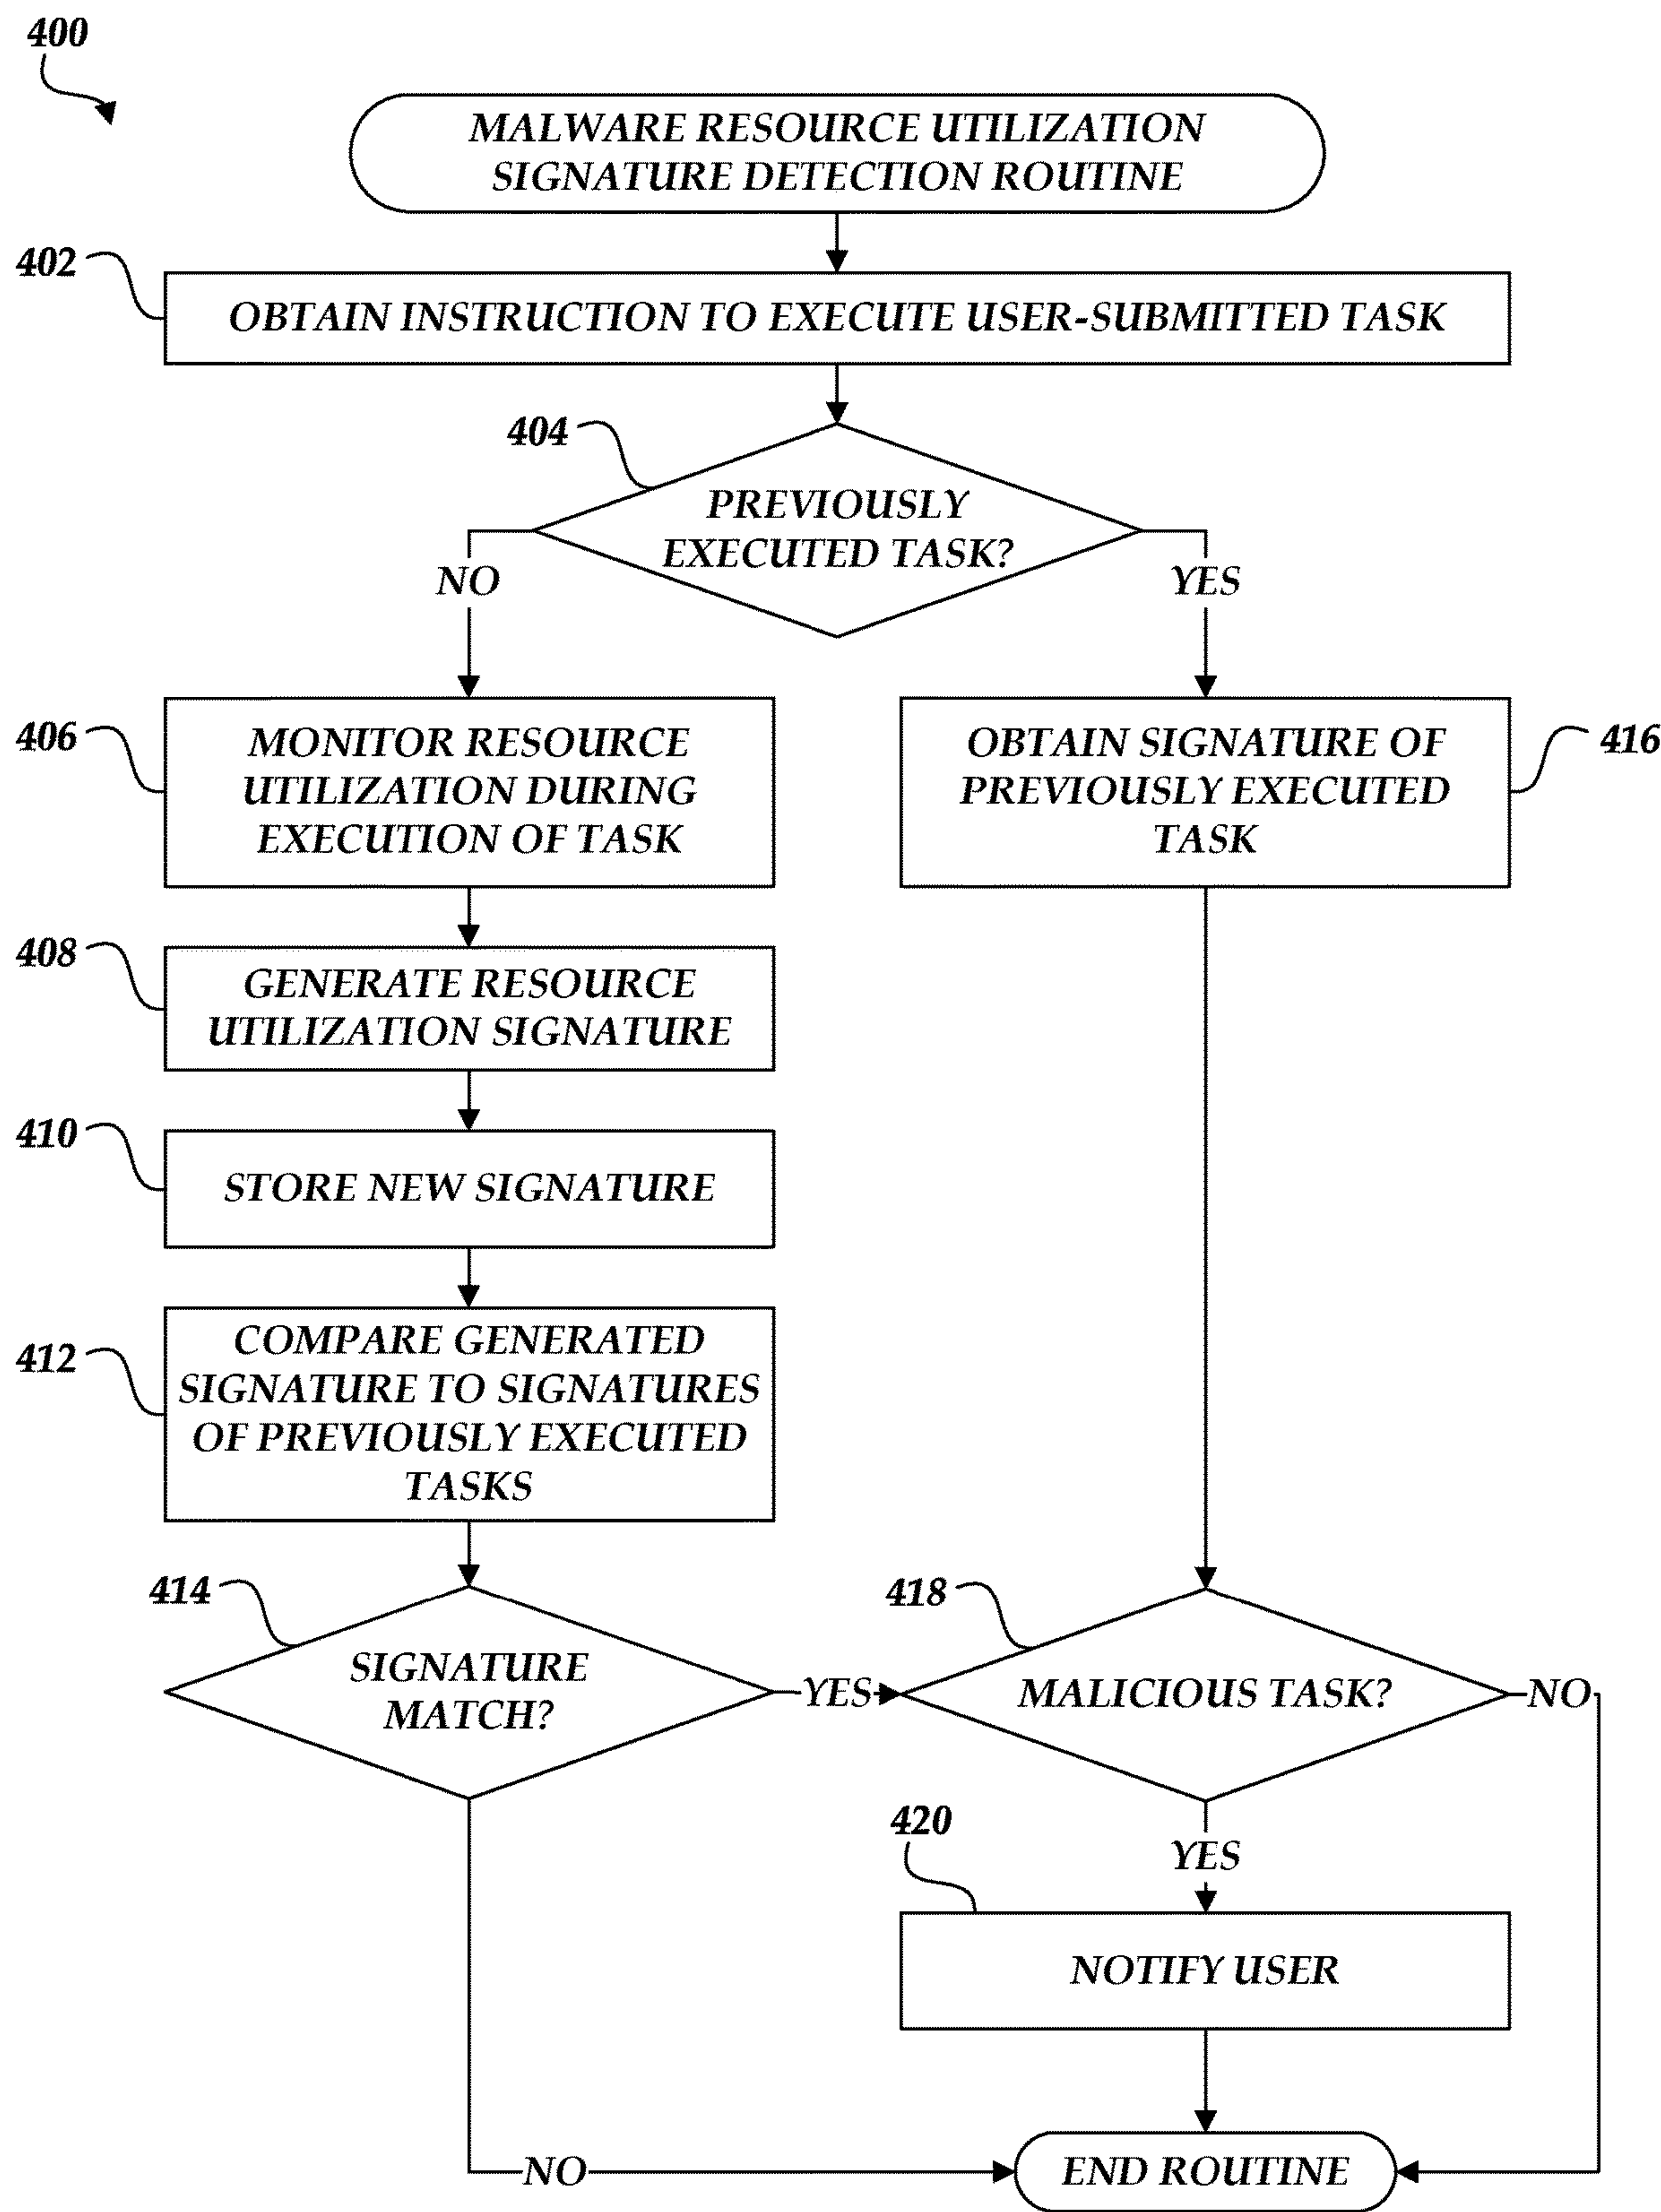 400
MALWARE RESOURCE UTILIZATION
SIGNATURE DETECTION ROUTINE
402
OBTAIN INSTRUCTION TO EXECUTE USER-SUBMITTED TASK
404
PREVIOUSLY
EXECUTED TASK?
NO
YES
406
MONITOR RESOURCE
UTILIZATION DURING
EXECUTION OF TASK
OBTAIN SIGNATURE OF
PREVIOUSLY EXECUTED
TASK
416
408
GENERATE RESOURCE
UTILIZATION SIGNATURE
410
STORE NEW SIGNATURE
412
COMPARE GENERATED
SIGNATURE TO SIGNATURES
OF PREVIOUSLY EXECUTED
TASKS
414
SIGNATURE
MATCH?
YES
418
MALICIOUS TASK?
NO
YES
420
NOTIFY USER
NO
END ROUTINE